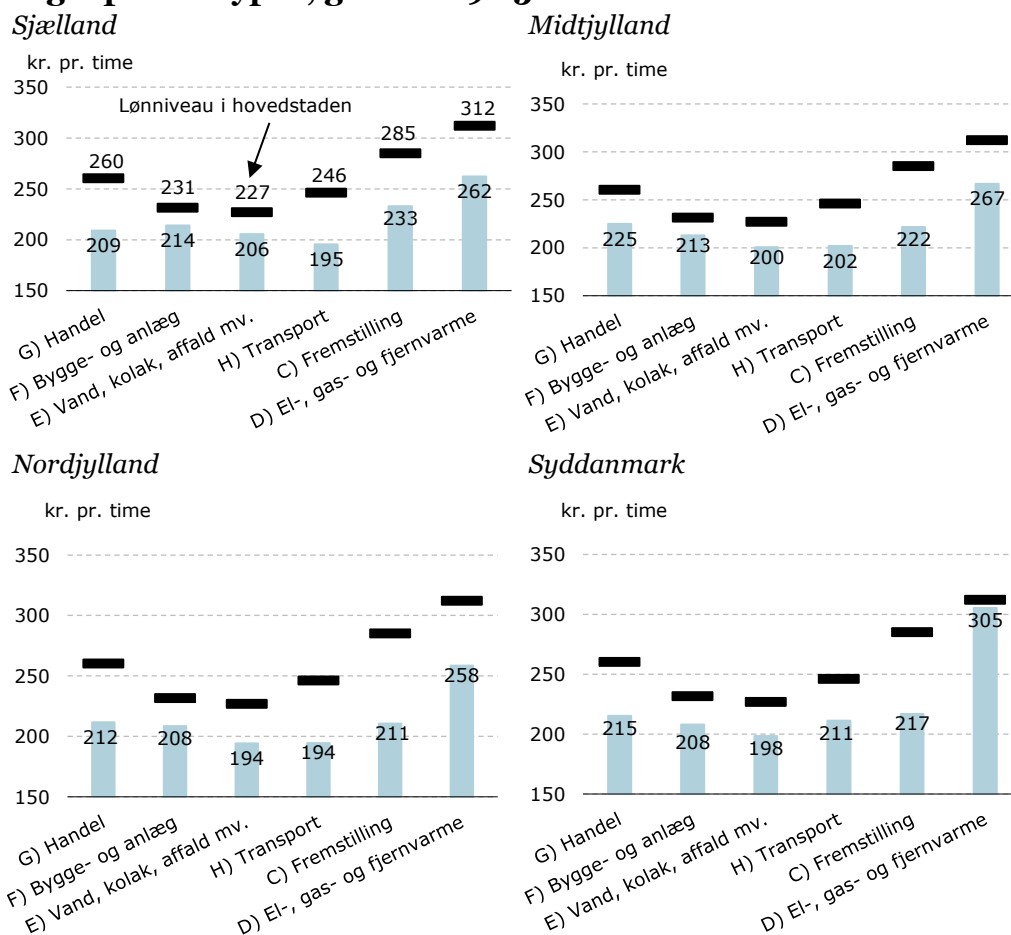 Sjælland
kr. pr. time
350
300
250
200
150
Lønniveau i hovedstaden
260
231
227
246
285
312
209
214
206
195
233
262
G) Handel
F) Bygge- og anlæg
E) Vand, kolak, affald mv.
H) Transport
C) Fremstilling
D) El-, gas- og fjernvarme
Midtjylland
kr. pr. time
350
300
250
200
150
225
213
200
202
222
267
G) Handel
F) Bygge- og anlæg
E) Vand, kolak, affald mv.
H) Transport
C) Fremstilling
D) El-, gas- og fjernvarme
Nordjylland
kr. pr. time
350
300
250
200
150
212
208
194
194
211
258
G) Handel
F) Bygge- og anlæg
E) Vand, kolak, affald mv.
H) Transport
C) Fremstilling
D) El-, gas- og fjernvarme
Syddanmark
kr. pr. time
350
300
250
200
150
215
208
198
211
217
305
G) Handel
F) Bygge- og anlæg
E) Vand, kolak, affald mv.
H) Transport
C) Fremstilling
D) El-, gas- og fjernvarme